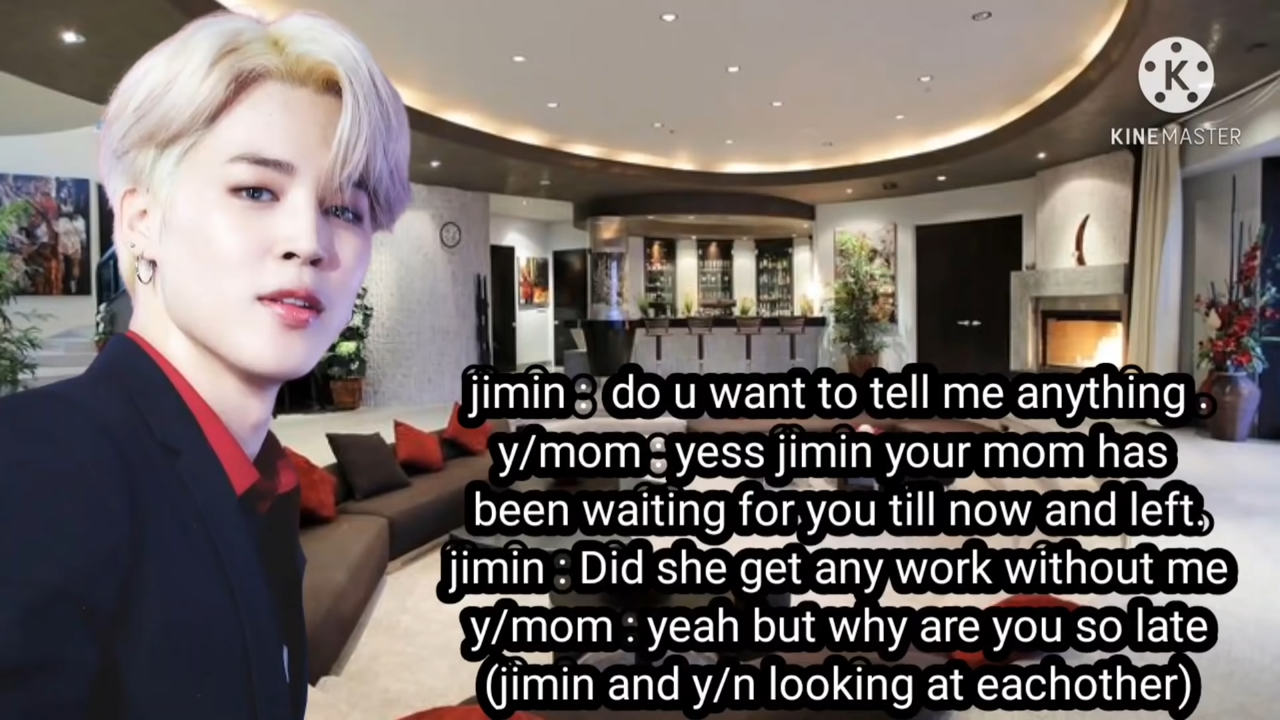 KINEMASTER
jimin : do u want to tell me anything .
y/mom : yess jimin your mom has
been waiting for you till now and left.
jimin : Did she get any work without me
y/mom : yeah but why are you so late
(jimin and y/n looking at eachother)